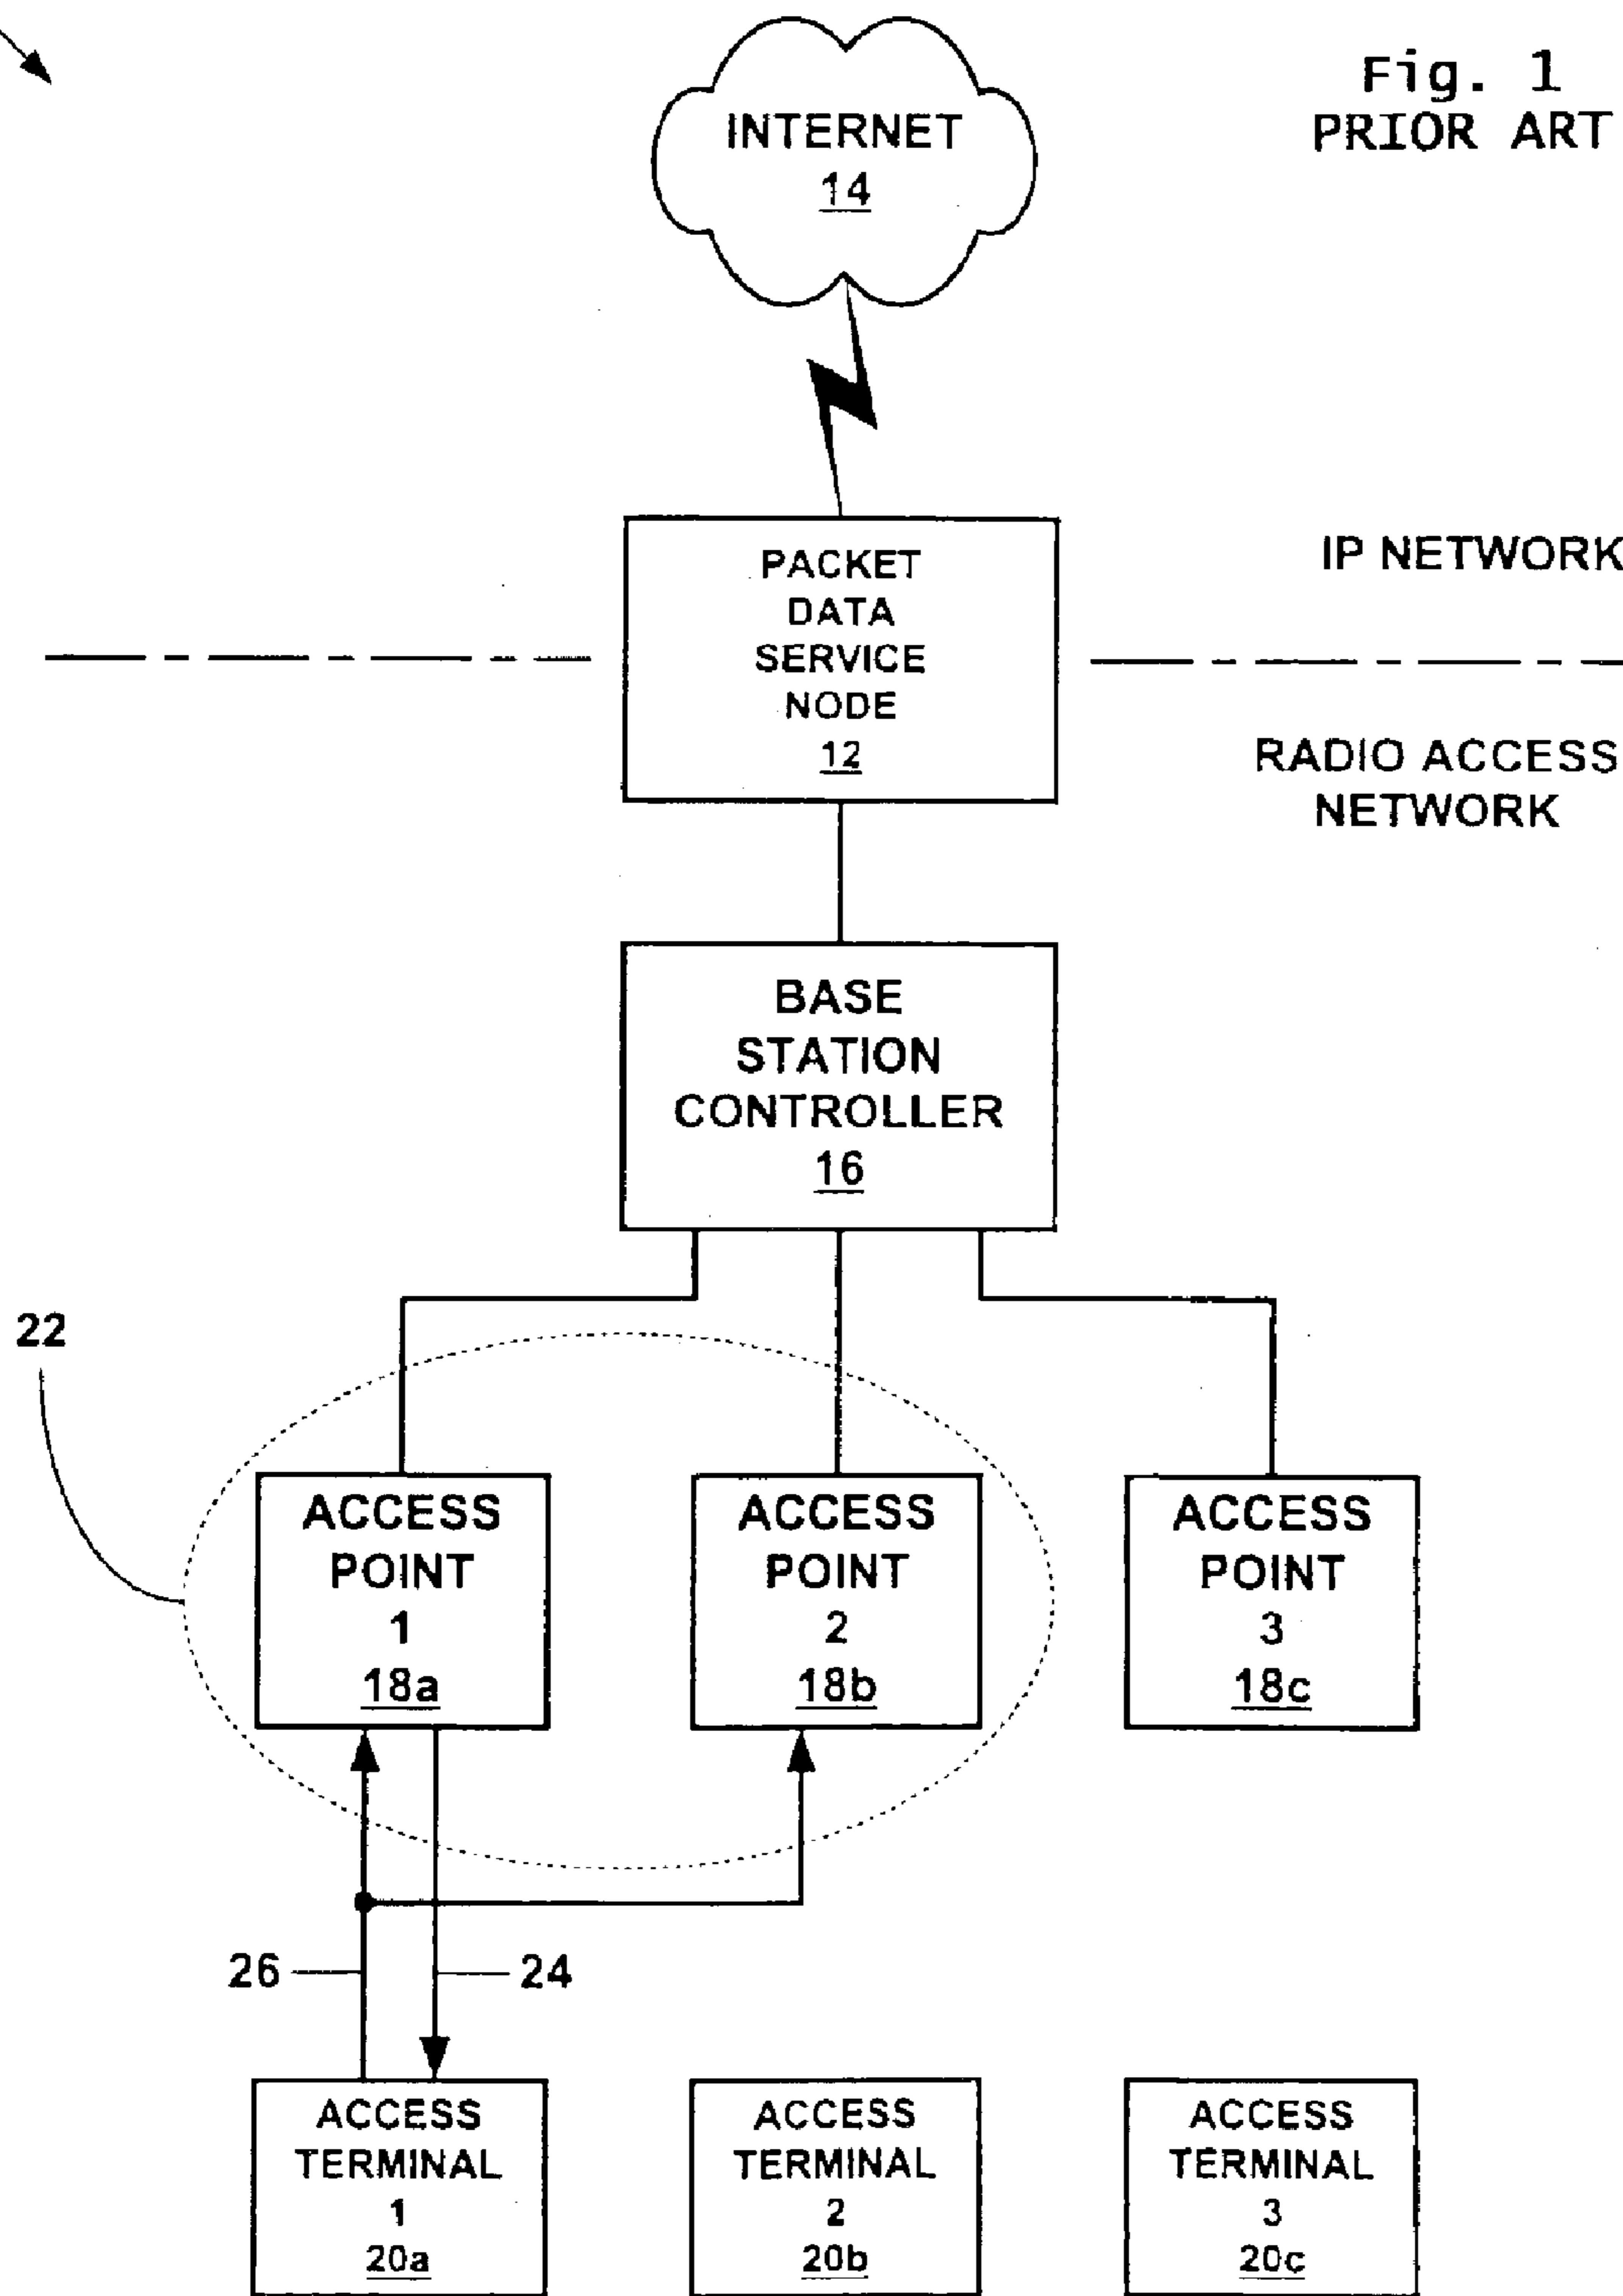 Fig. 1
PRIOR ART
INTERNET
14
PACKET
DATA
SERVICE
NODE
12
IP NETWORK
RADIO ACCESS
NETWORK
BASE
STATION
CONTROLLER
16
22
ACCESS
POINT
1
18a
ACCESS
POINT
2
18b
ACCESS
POINT
3
18c
26
24
ACCESS
TERMINAL
1
20a
ACCESS
TERMINAL
2
20b
ACCESS
TERMINAL
3
20c